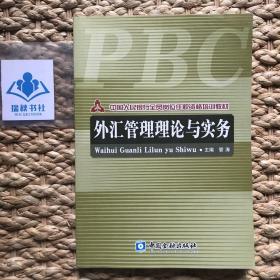 PBC
中国人民银行全员岗位任职资格培训教材
外汇管理理论与实务
Waihui Guanli Lilun yu Shiwu
主编 管涛
中国金融出版社
瑞秋书社